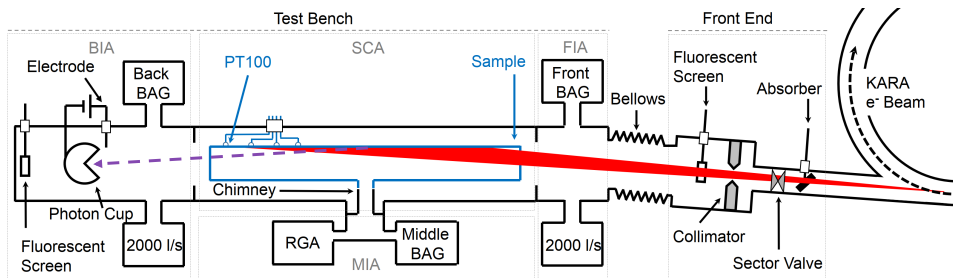 Test Bench
Front End
BIA
SCA
FIA
Electrode
Back
BAG
PT100
Sample
Front
BAG
Bellows
Fluorescent
Screen
Absorber
KARA
e- Beam
Chimney
Photon Cup
Fluorescent
Screen
2000 l/s
RGA
Middle
BAG
MIA
2000 l/s
Collimator
Sector Valve